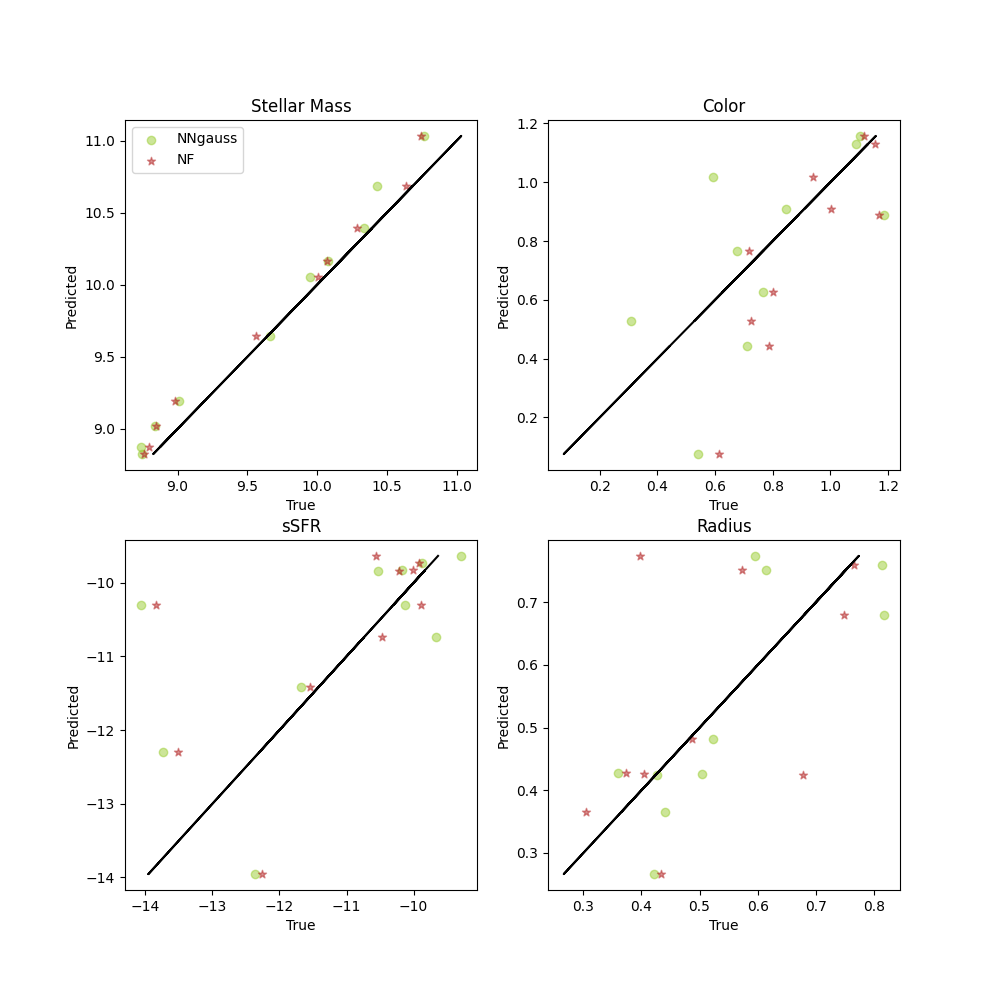 Stellar Mass
NNgauss
NF
11.0
10.5
10.0
9.5
9.0
Predicted
9.0 9.5 10.0 10.5 11.0
True
Color
1.2
1.0
0.8
0.6
0.4
0.2
Predicted
0.2 0.4 0.6 0.8 1.0 1.2
True
sSFR
−10
−11
−12
−13
−14
Predicted
−14 −13 −12 −11 −10
True
Radius
0.7
0.6
0.5
0.4
0.3
Predicted
0.3 0.4 0.5 0.6 0.7 0.8
True